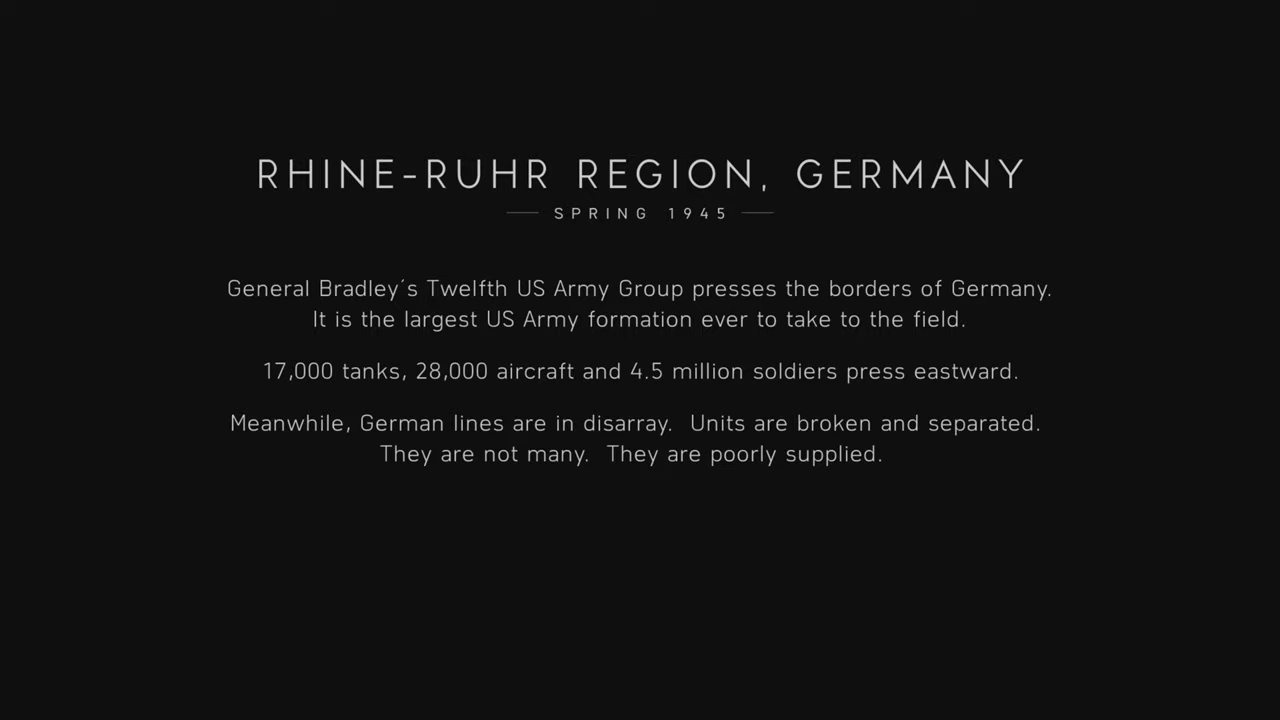 RHINE-RUHR REGION, GERMANY
SPRING 1945
General Bradley´s Twelfth US Army Group presses the borders of Germany.
It is the largest US Army formation ever to take to the field.
17,000 tanks, 28,000 aircraft and 4.5 million soldiers press eastward.
Meanwhile, German lines are in disarray.  Units are broken and separated.
They are not many.  They are poorly supplied.